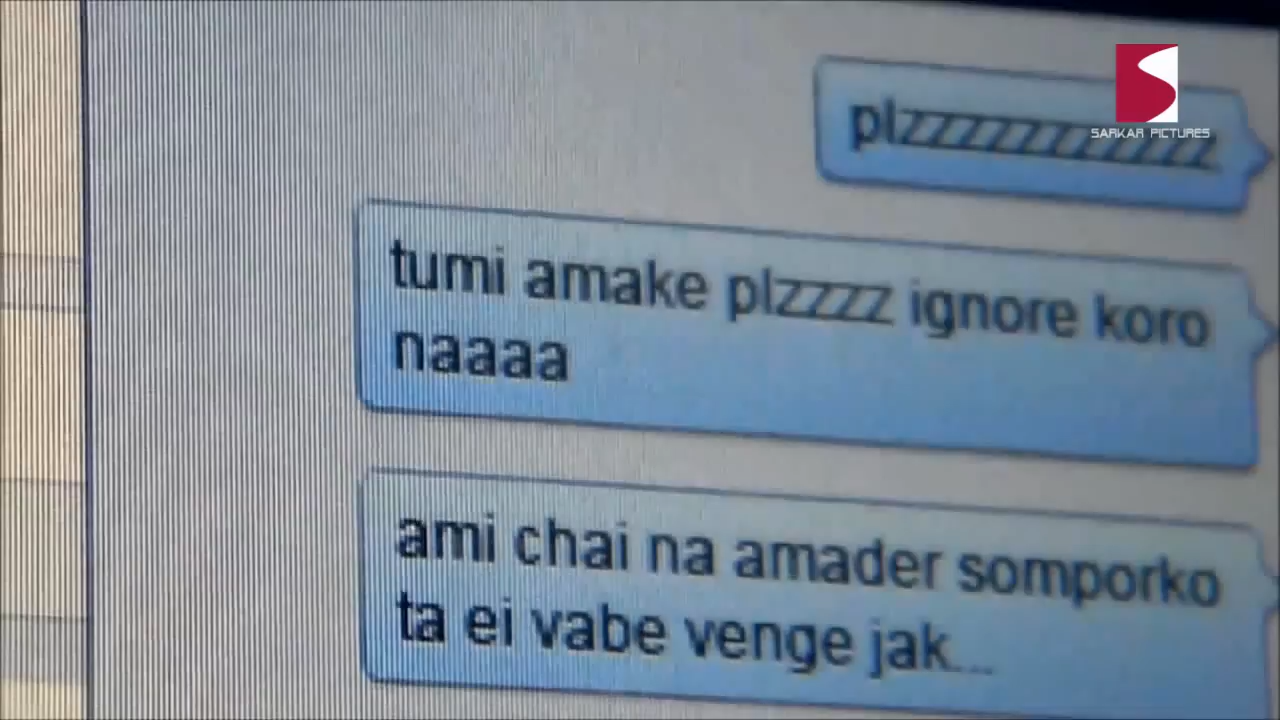 plzzzzzzzzzzzz
SARKAR PICTURES
tumi amake plzzzz ignore koro
naaaa
ami chai na amader somporko
ta ei vabe venge jak...